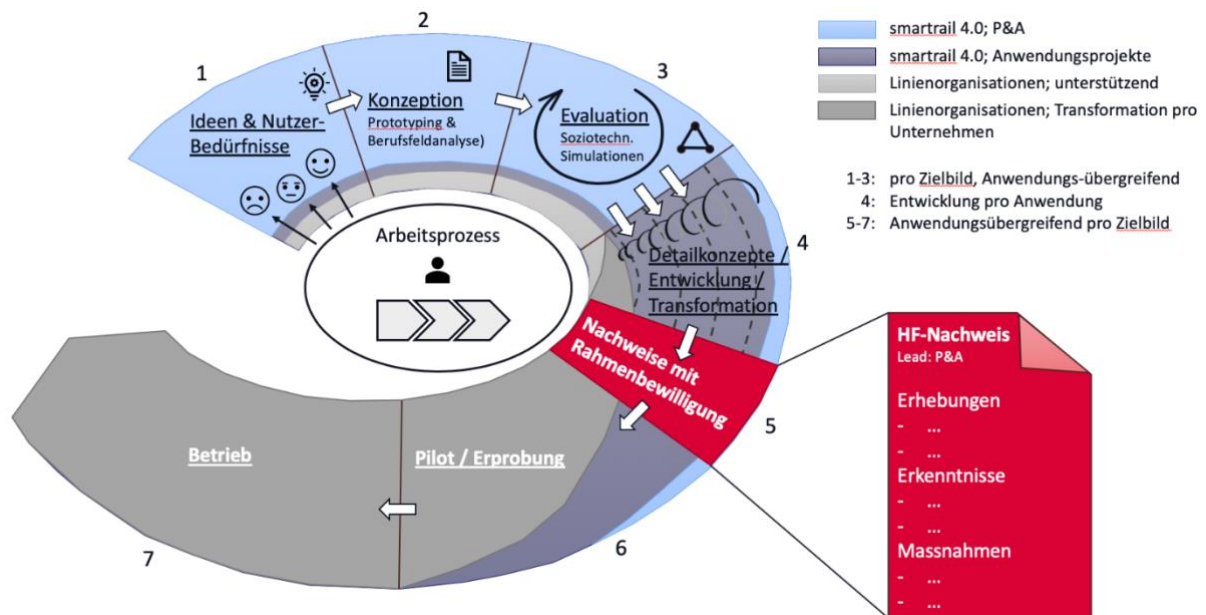 1
Ideen & Nutzer-
Bedürfnisse
2
Konzeption
Prototyping &
Berufsfeldanalyse)
3
Evaluation
Soziotechn.
Simulationen
Arbeitsprozess
4
Detailkonzepte /
Entwicklung /
Transformation
Nachweise mit
Rahmenbewilligung
5
Pilot / Erprobung
6
Betrieb
7
smartrail 4.0; P&A
smartrail 4.0; Anwendungsprojekte
Linienorganisationen; unterstützend
Linienorganisationen; Transformation pro
Unternehmen
1-3: pro Zielbild, Anwendungs-übergreifend
4: Entwicklung pro Anwendung
5-7: Anwendungsübergreifend pro Zielbild
HF-Nachweis
Lead: P&A
Erhebungen
- ...
- ...
Erkenntnisse
- ...
- ...
Massnahmen
- ...
- ...